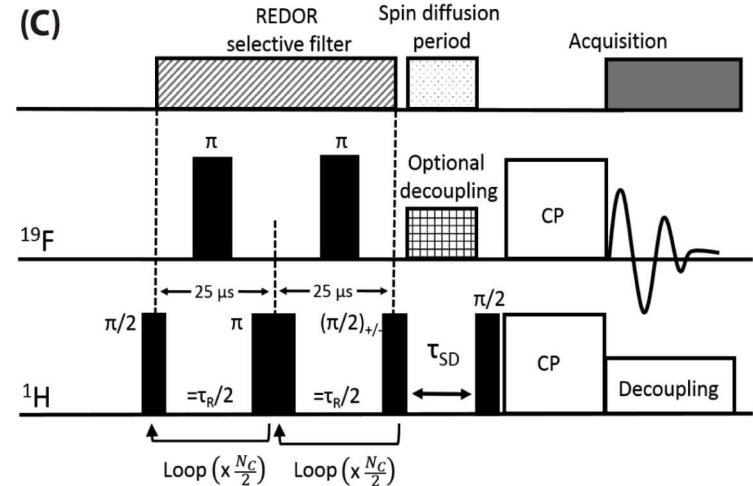 (C)
REDOR
selective filter
Spin diffusion
period
Acquisition
π
π
Optional
decoupling
CP
19F
25 μs
25 μs
π/2
π
(π/2)+/-
π/2
τSD
CP
1H
=τR/2
=τR/2
Decoupling
Loop (x NC/2)
Loop (x NC/2)